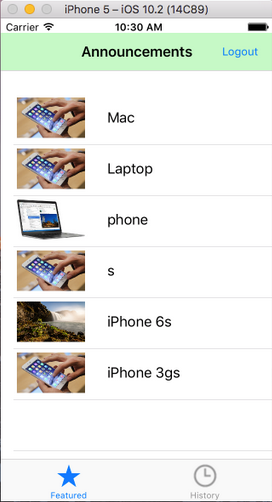 iPhone 5 – iOS 10.2 (14C89)
Carrier 10:30 AM
Announcements Logout
Mac
Laptop
phone
s
iPhone 6s
iPhone 3gs
Featured History